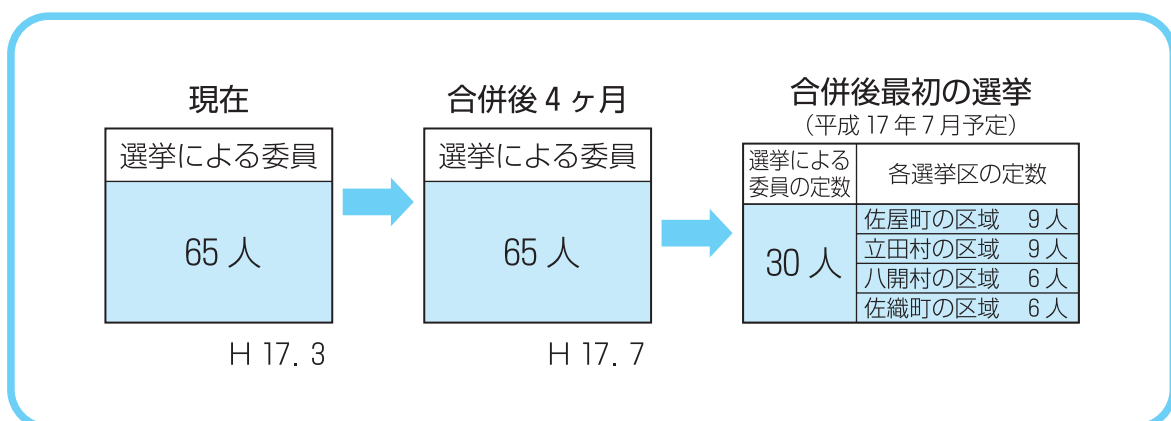 現在
選挙による委員
65 人
H 17. 3
合併後 4 ヶ月
選挙による委員
65 人
H 17. 7
合併後最初の選挙
（平成 17 年 7 月予定）
選挙による
委員の定数
各選挙区の定数
30 人
佐屋町の区域　9 人
立田村の区域　9 人
八開村の区域　6 人
佐織町の区域　6 人